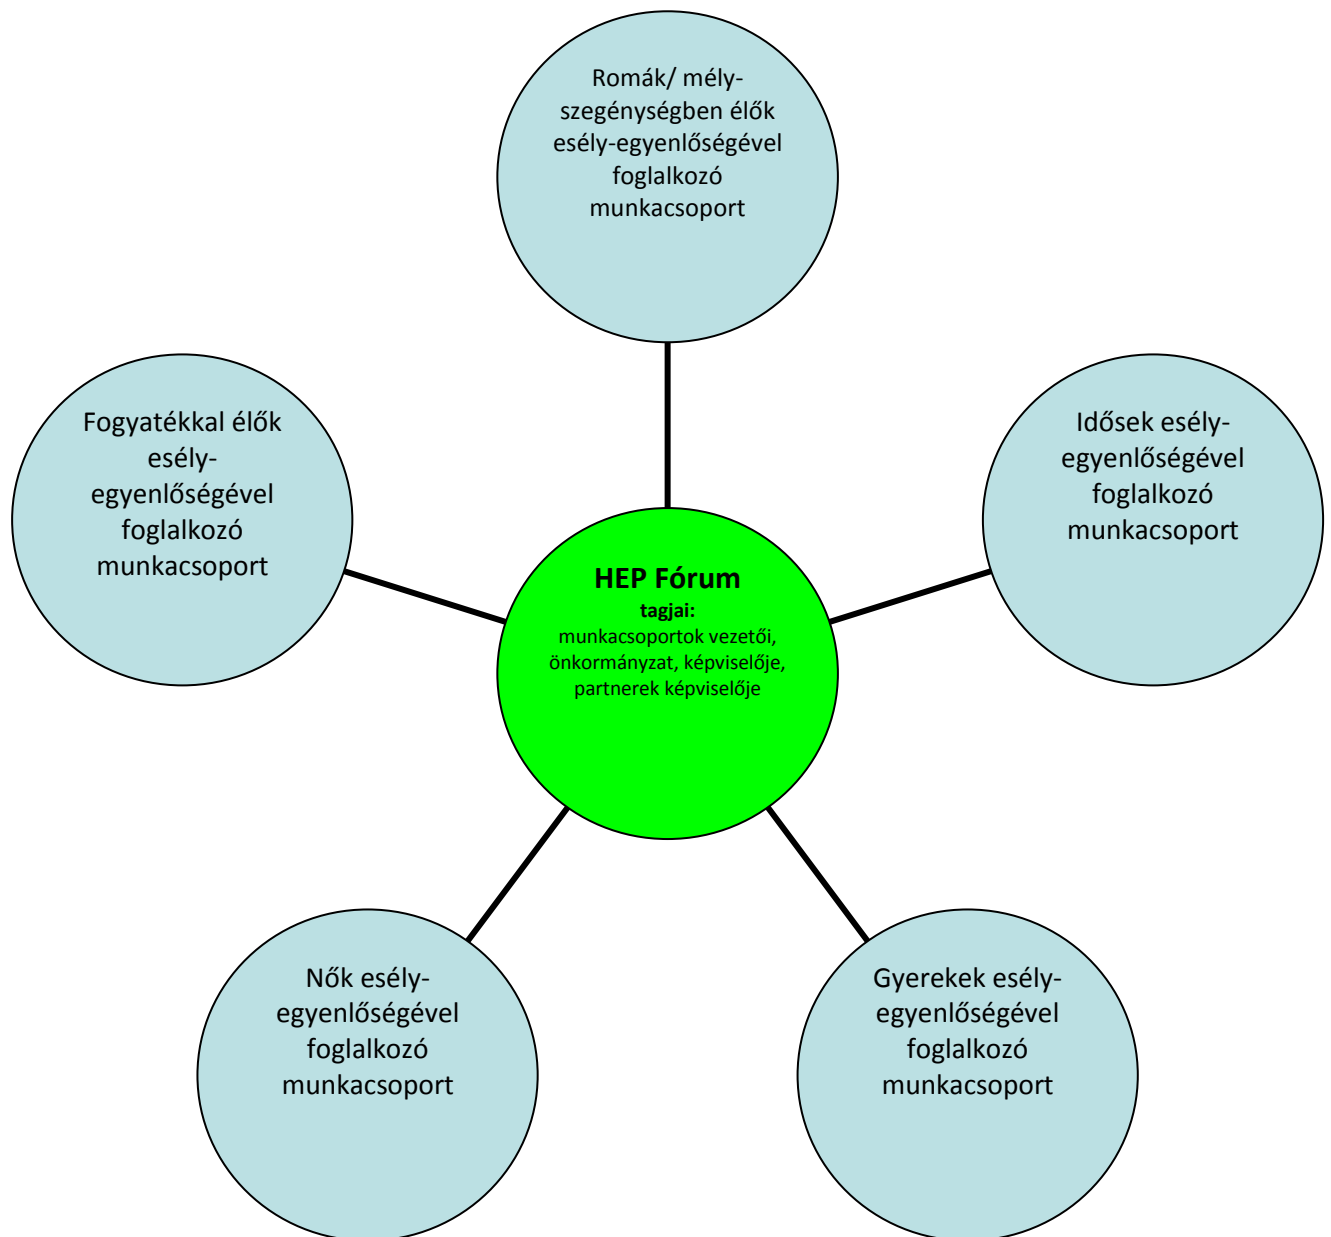 Romák/ mély-
szegénységben élők
esély-egyenlőségével
foglalkozó
munkacsoport
Fogyatékkal élők
esély-
egyenlőségével
foglalkozó
munkacsoport
Idősek esély-
egyenlőségével
foglalkozó
munkacsoport
HEP Fórum
tagjai:
munkacsoportok vezetői,
önkormányzat, képviselője,
partnerek képviselője
Nők esély-
egyenlőségével
foglalkozó
munkacsoport
Gyerekek esély-
egyenlőségével
foglalkozó
munkacsoport